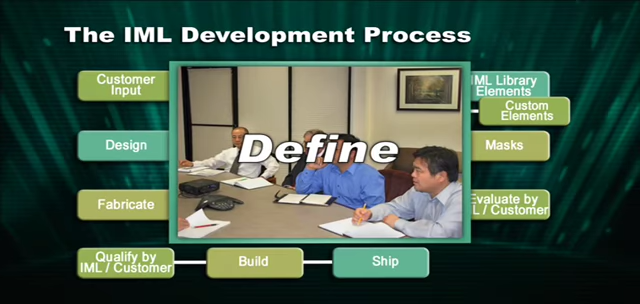 The IML Development Process
Customer
Input
IML Library
Elements
Custom
Elements
Define
Design
Masks
Fabricate
Evaluate by
/ Customer
Qualify by
IML / Customer
Build
Ship